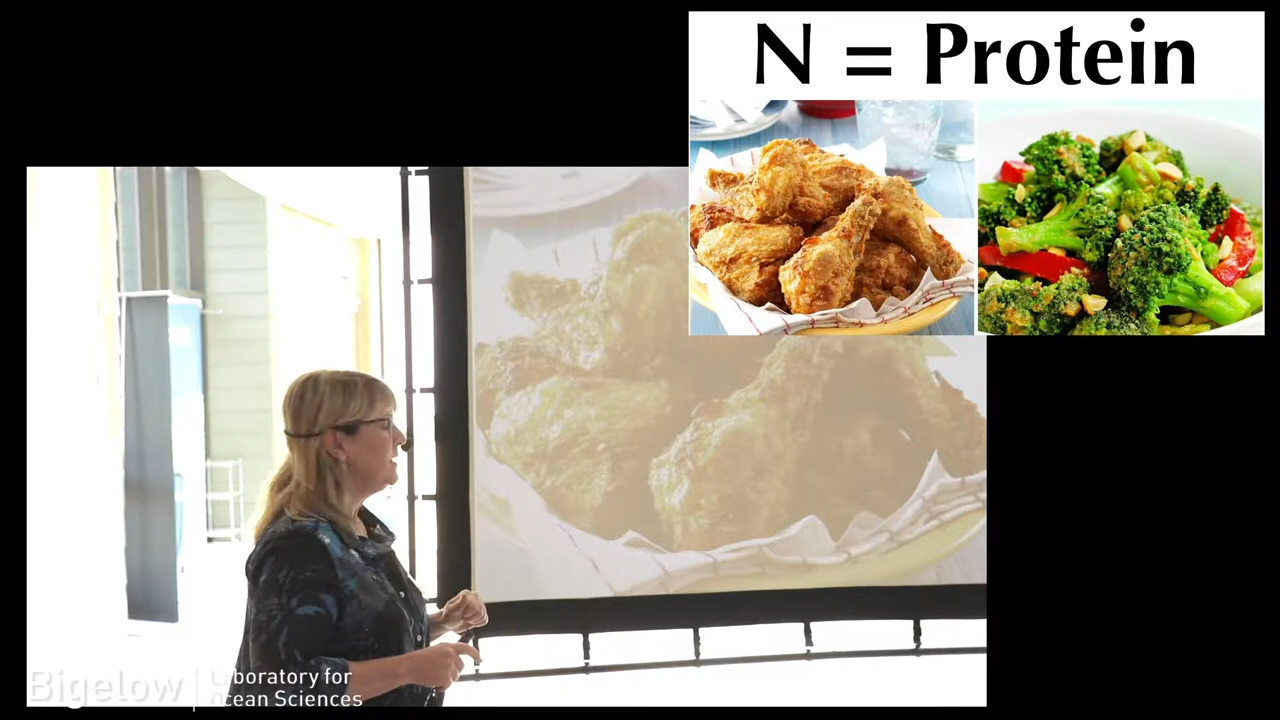 N = Protein
Bigelow | Laboratory for
Ocean Sciences